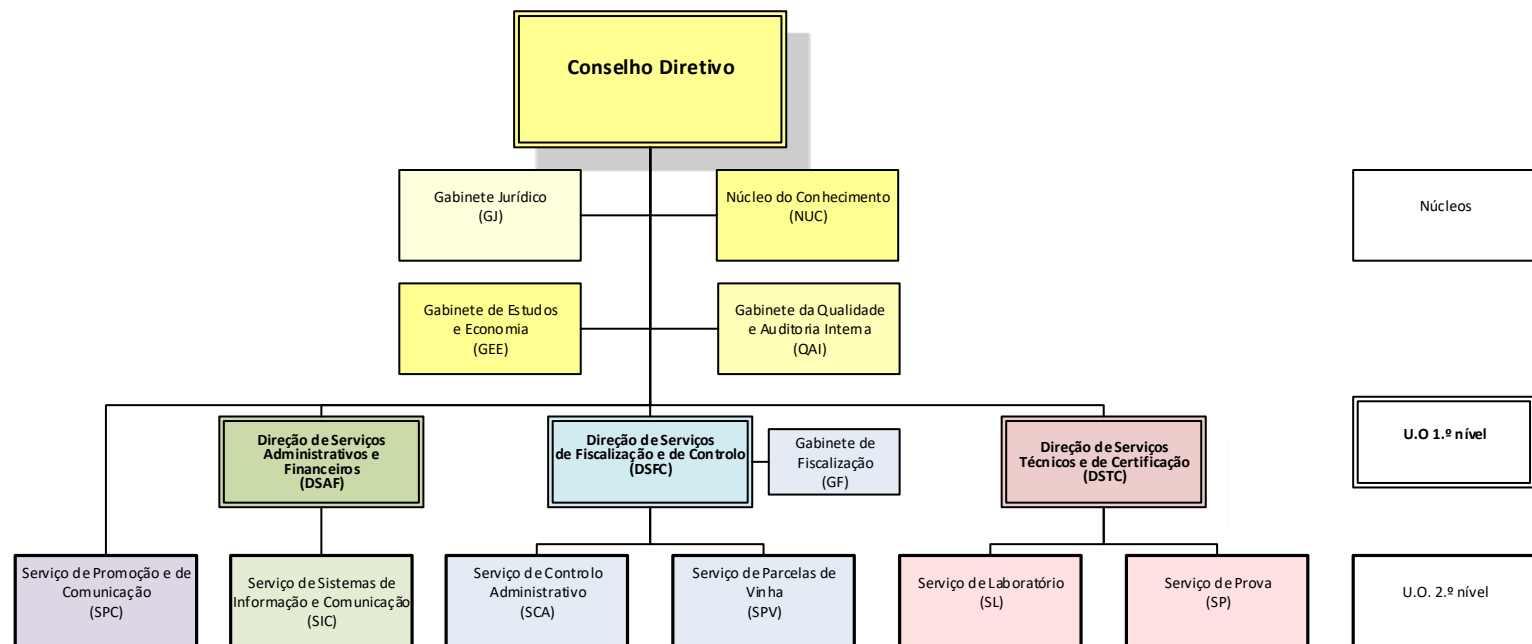 Conselho Diretivo
Gabinete Jurídico
(GJ)
Núcleo do Conhecimento
(NUC)
Núcleos
Gabinete de Estudos
e Economia
(GEE)
Gabinete da Qualidade
e Auditoria Interna
(QAI)
Direção de Serviços
Administrativos e
Financeiros
(DSAF)
Direção de Serviços
de Fiscalização e de Controlo
(DSFC)
Gabinete de
Fiscalização
(GF)
Direção de Serviços
Técnicos e de Certificação
(DSTC)
U.O 1.º nível
Serviço de Promoção e de
Comunicação
(SPC)
Serviço de Sistemas de
Informação e Comunicação
(SIC)
Serviço de Controlo
Administrativo
(SCA)
Serviço de Parcelas de
Vinha
(SPV)
Serviço de Laboratório
(SL)
Serviço de Prova
(SP)
U.O. 2.º nível